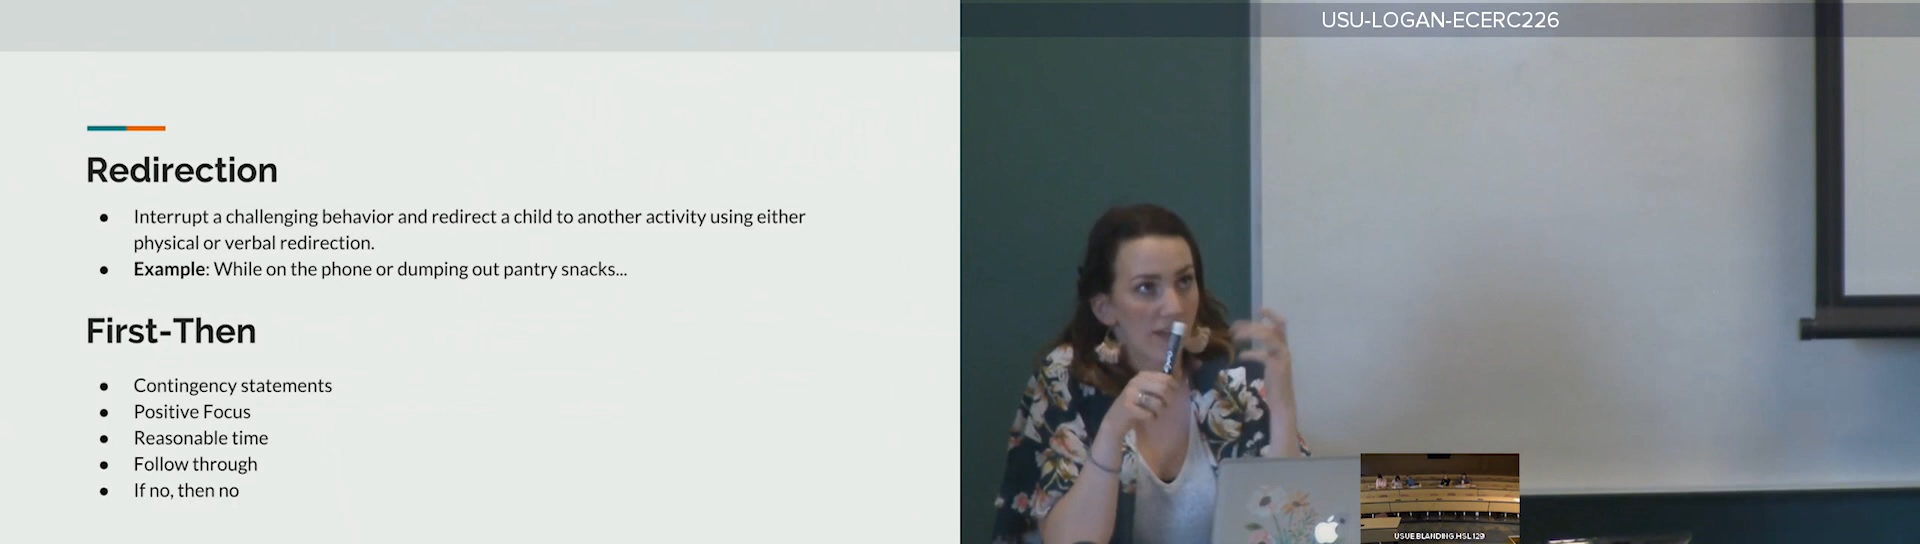 USU-LOGAN-ECERC226
Redirection
● Interrupt a challenging behavior and redirect a child to another activity using either
physical or verbal redirection.
● Example: While on the phone or dumping out pantry snacks...
First-Then
● Contingency statements
● Positive Focus
● Reasonable time
● Follow through
● If no, then no
USUE BLANDING HSL 129